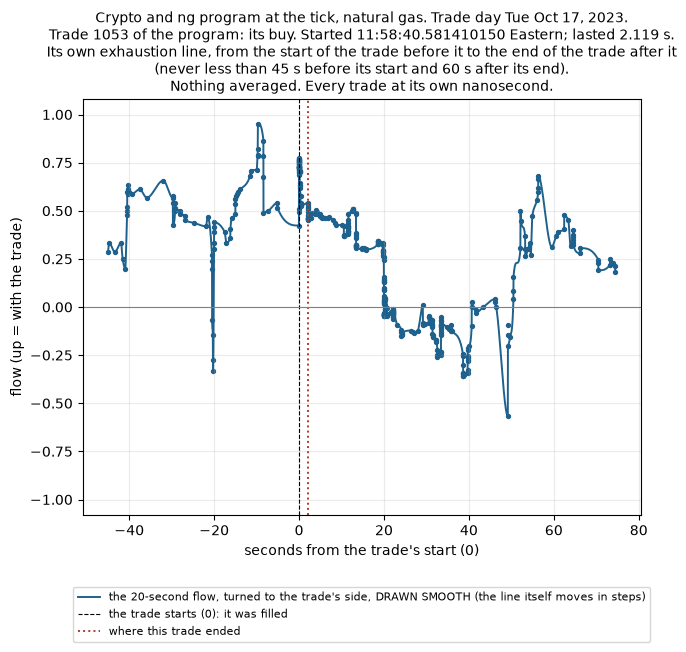 Crypto and ng program at the tick, natural gas. Trade day Tue Oct 17, 2023.
Trade 1053 of the program: its buy. Started 11:58:40.581410150 Eastern; lasted 2.119 s.
Its own exhaustion line, from the start of the trade before it to the end of the trade after it
(never less than 45 s before its start and 60 s after its end).
Nothing averaged. Every trade at its own nanosecond.
1.00
0.75
0.50
0.25
0.00
−0.25
−0.50
−0.75
−1.00
flow (up = with the trade)
−40
−20
0
20
40
60
80
seconds from the trade's start (0)
the 20-second flow, turned to the trade's side, DRAWN SMOOTH (the line itself moves in steps)
the trade starts (0): it was filled
where this trade ended